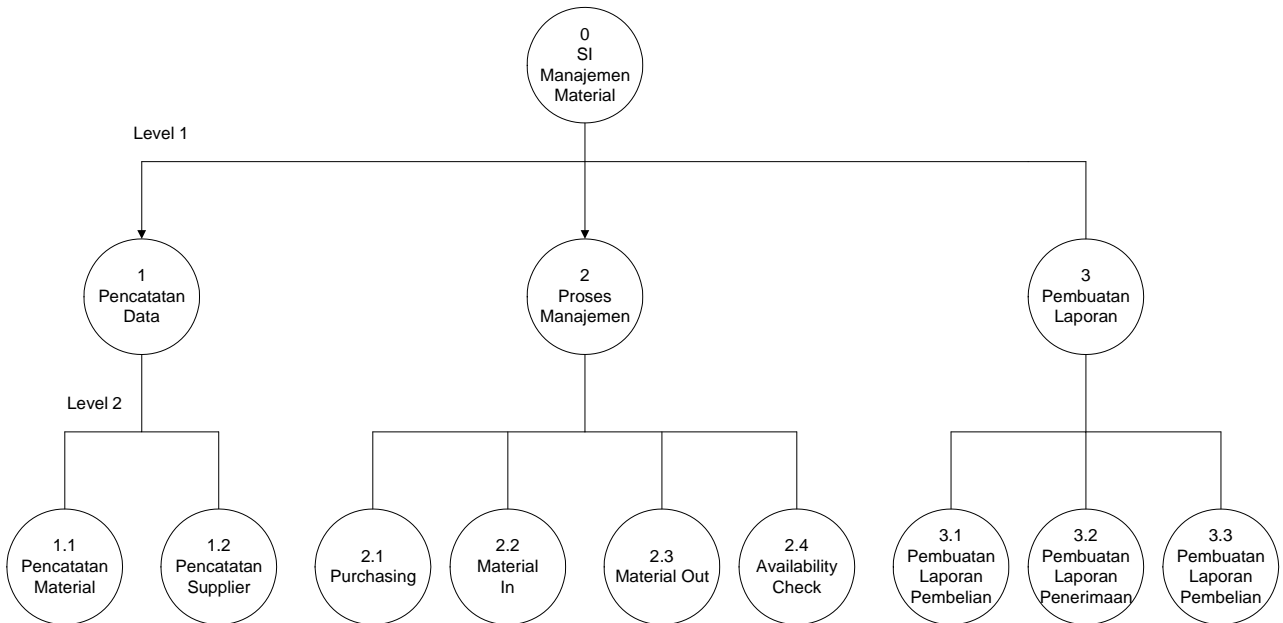 0
SI
Manajemen
Material
Level 1
1
Pencatatan
Data
2
Proses
Manajemen
3
Pembuatan
Laporan
Level 2
1.1
Pencatatan
Material
1.2
Pencatatan
Supplier
2.1
Purchasing
2.2
Material
In
2.3
Material Out
2.4
Availability
Check
3.1
Pembuatan
Laporan
Pembelian
3.2
Pembuatan
Laporan
Penerimaan
3.3
Pembuatan
Laporan
Pembelian